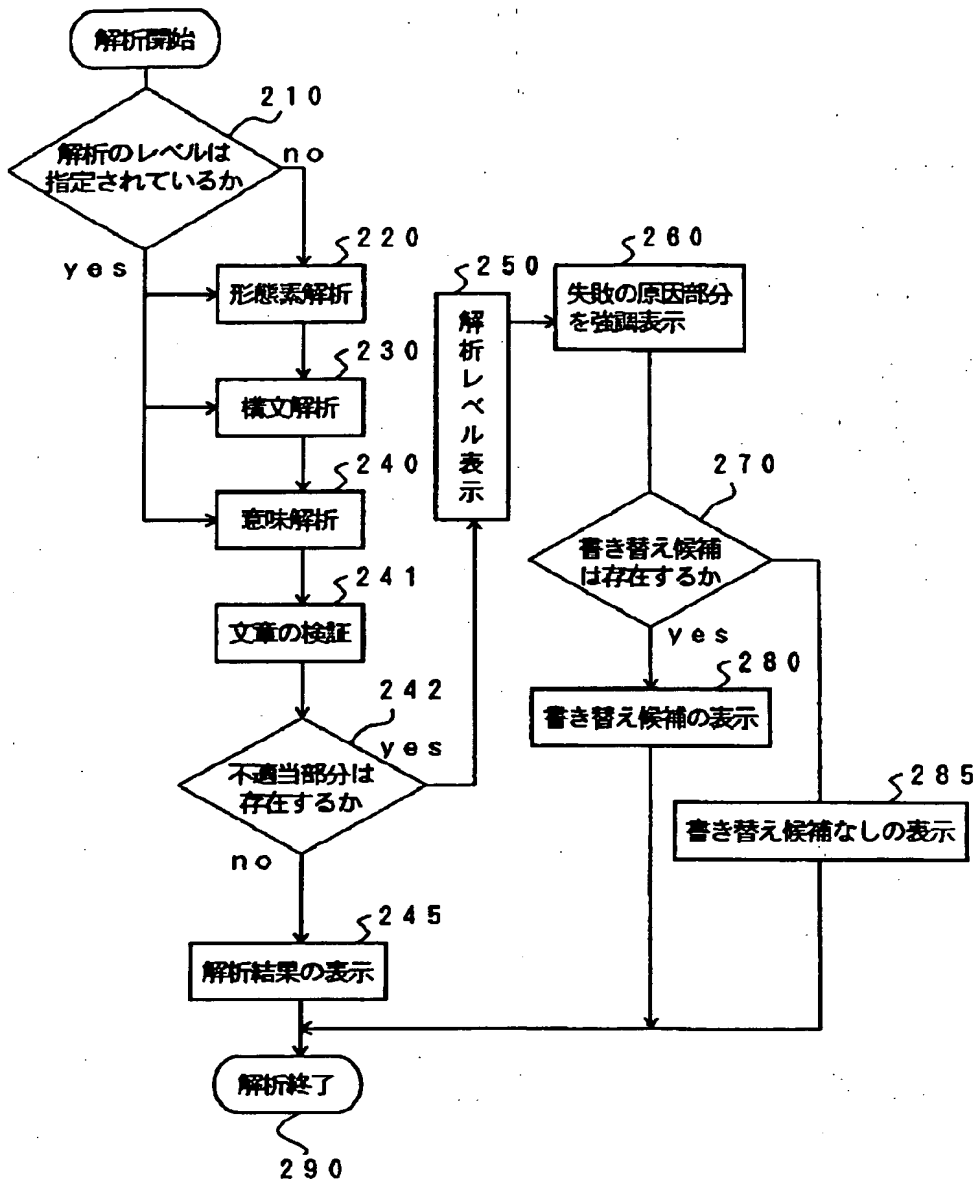 解析開始
210
解析のレベルは
指定されているか
no
yes
220
形態素解析
230
構文解析
240
意味解析
241
文章の検証
242
不適当部分は
存在するか
yes
no
245
解析結果の表示
解析終了
290
250
解析レベル表示
260
失敗の原因部分
を強調表示
270
書き替え候補
は存在するか
yes
280
書き替え候補の表示
285
書き替え候補なしの表示